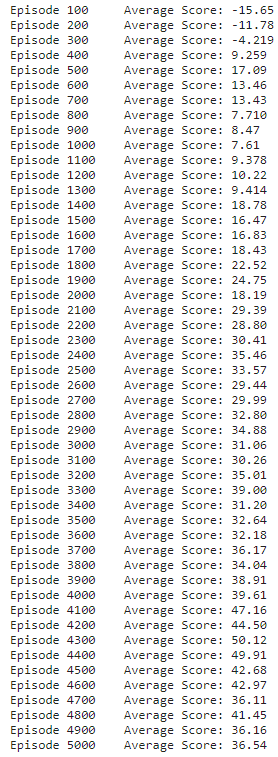 Episode 100 Average Score: -15.65
Episode 200 Average Score: -11.78
Episode 300 Average Score: -4.219
Episode 400 Average Score: 9.259
Episode 500 Average Score: 17.09
Episode 600 Average Score: 13.46
Episode 700 Average Score: 13.43
Episode 800 Average Score: 7.710
Episode 900 Average Score: 8.47
Episode 1000 Average Score: 7.61
Episode 1100 Average Score: 9.378
Episode 1200 Average Score: 10.22
Episode 1300 Average Score: 9.414
Episode 1400 Average Score: 18.78
Episode 1500 Average Score: 16.47
Episode 1600 Average Score: 16.83
Episode 1700 Average Score: 18.43
Episode 1800 Average Score: 22.52
Episode 1900 Average Score: 24.75
Episode 2000 Average Score: 18.19
Episode 2100 Average Score: 29.39
Episode 2200 Average Score: 28.80
Episode 2300 Average Score: 30.41
Episode 2400 Average Score: 35.46
Episode 2500 Average Score: 33.57
Episode 2600 Average Score: 29.44
Episode 2700 Average Score: 29.99
Episode 2800 Average Score: 32.80
Episode 2900 Average Score: 34.88
Episode 3000 Average Score: 31.06
Episode 3100 Average Score: 30.26
Episode 3200 Average Score: 35.01
Episode 3300 Average Score: 39.00
Episode 3400 Average Score: 31.20
Episode 3500 Average Score: 32.64
Episode 3600 Average Score: 32.18
Episode 3700 Average Score: 36.17
Episode 3800 Average Score: 34.04
Episode 3900 Average Score: 38.91
Episode 4000 Average Score: 39.61
Episode 4100 Average Score: 47.16
Episode 4200 Average Score: 44.50
Episode 4300 Average Score: 50.12
Episode 4400 Average Score: 49.91
Episode 4500 Average Score: 42.68
Episode 4600 Average Score: 42.97
Episode 4700 Average Score: 36.11
Episode 4800 Average Score: 41.45
Episode 4900 Average Score: 36.16
Episode 5000 Average Score: 36.54